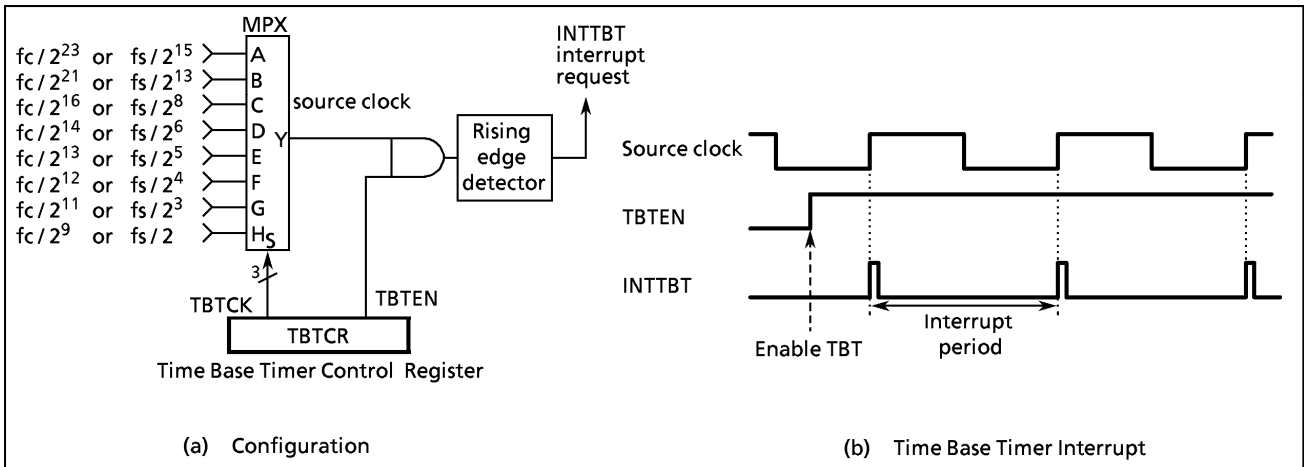 MPX
fc/2^23 or fs/2^15 A
fc/2^21 or fs/2^13 B
fc/2^16 or fs/2^8 C
fc/2^14 or fs/2^6 D
fc/2^13 or fs/2^5 E
fc/2^12 or fs/2^4 F
fc/2^11 or fs/2^3 G
fc/2^9 or fs/2 H
Y
S
source clock
3
TBTCK
TBTEN
TBTCR
Time Base Timer Control Register
Rising
edge
detector
INTTBT
interrupt
request
(a) Configuration
Source clock
TBTEN
INTTBT
Enable TBT
Interrupt
period
(b) Time Base Timer Interrupt